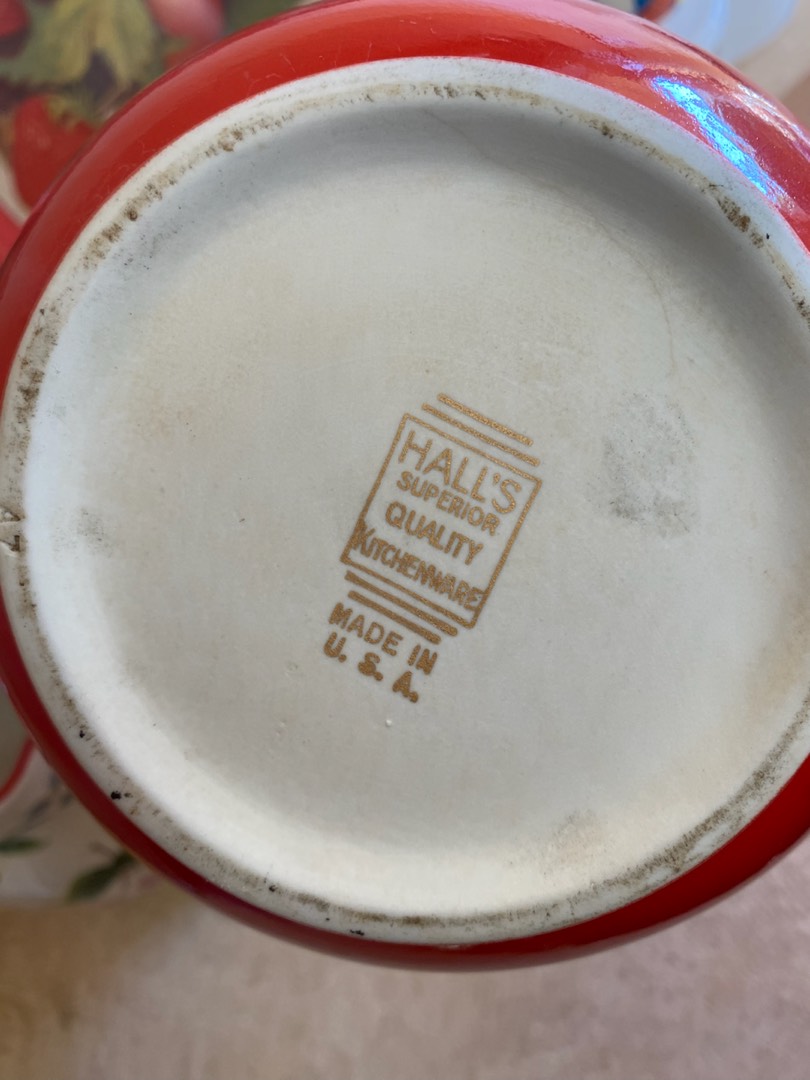 HALL'S
SUPERIOR
QUALITY
KITCHENWARE
MADE IN
U. S. A.